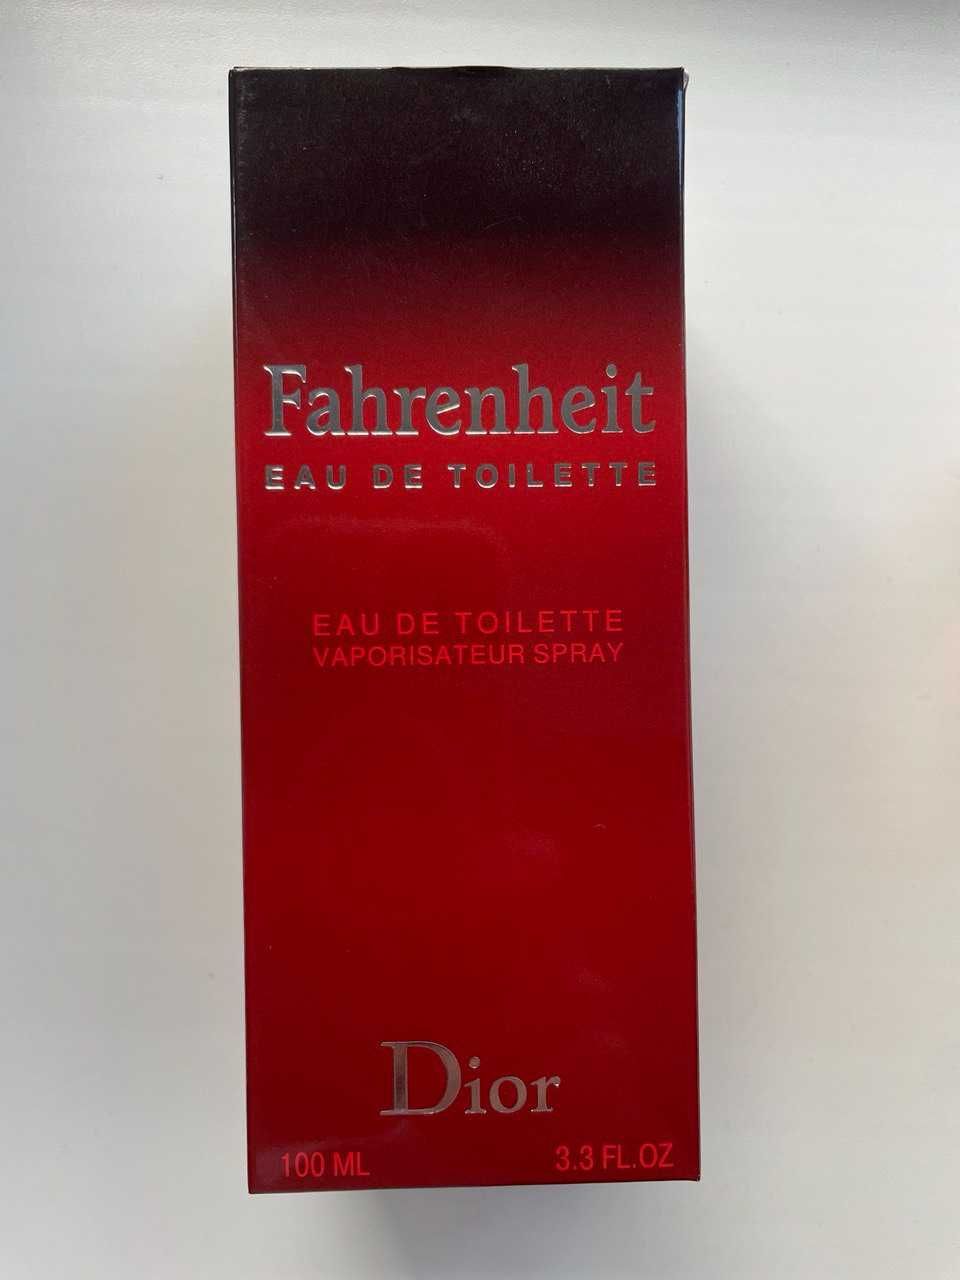 Fahrenheit
EAU DE TOILETTE
EAU DE TOILETTE
VAPORISATEUR SPRAY
Dior
100 ML 3.3 FL.OZ